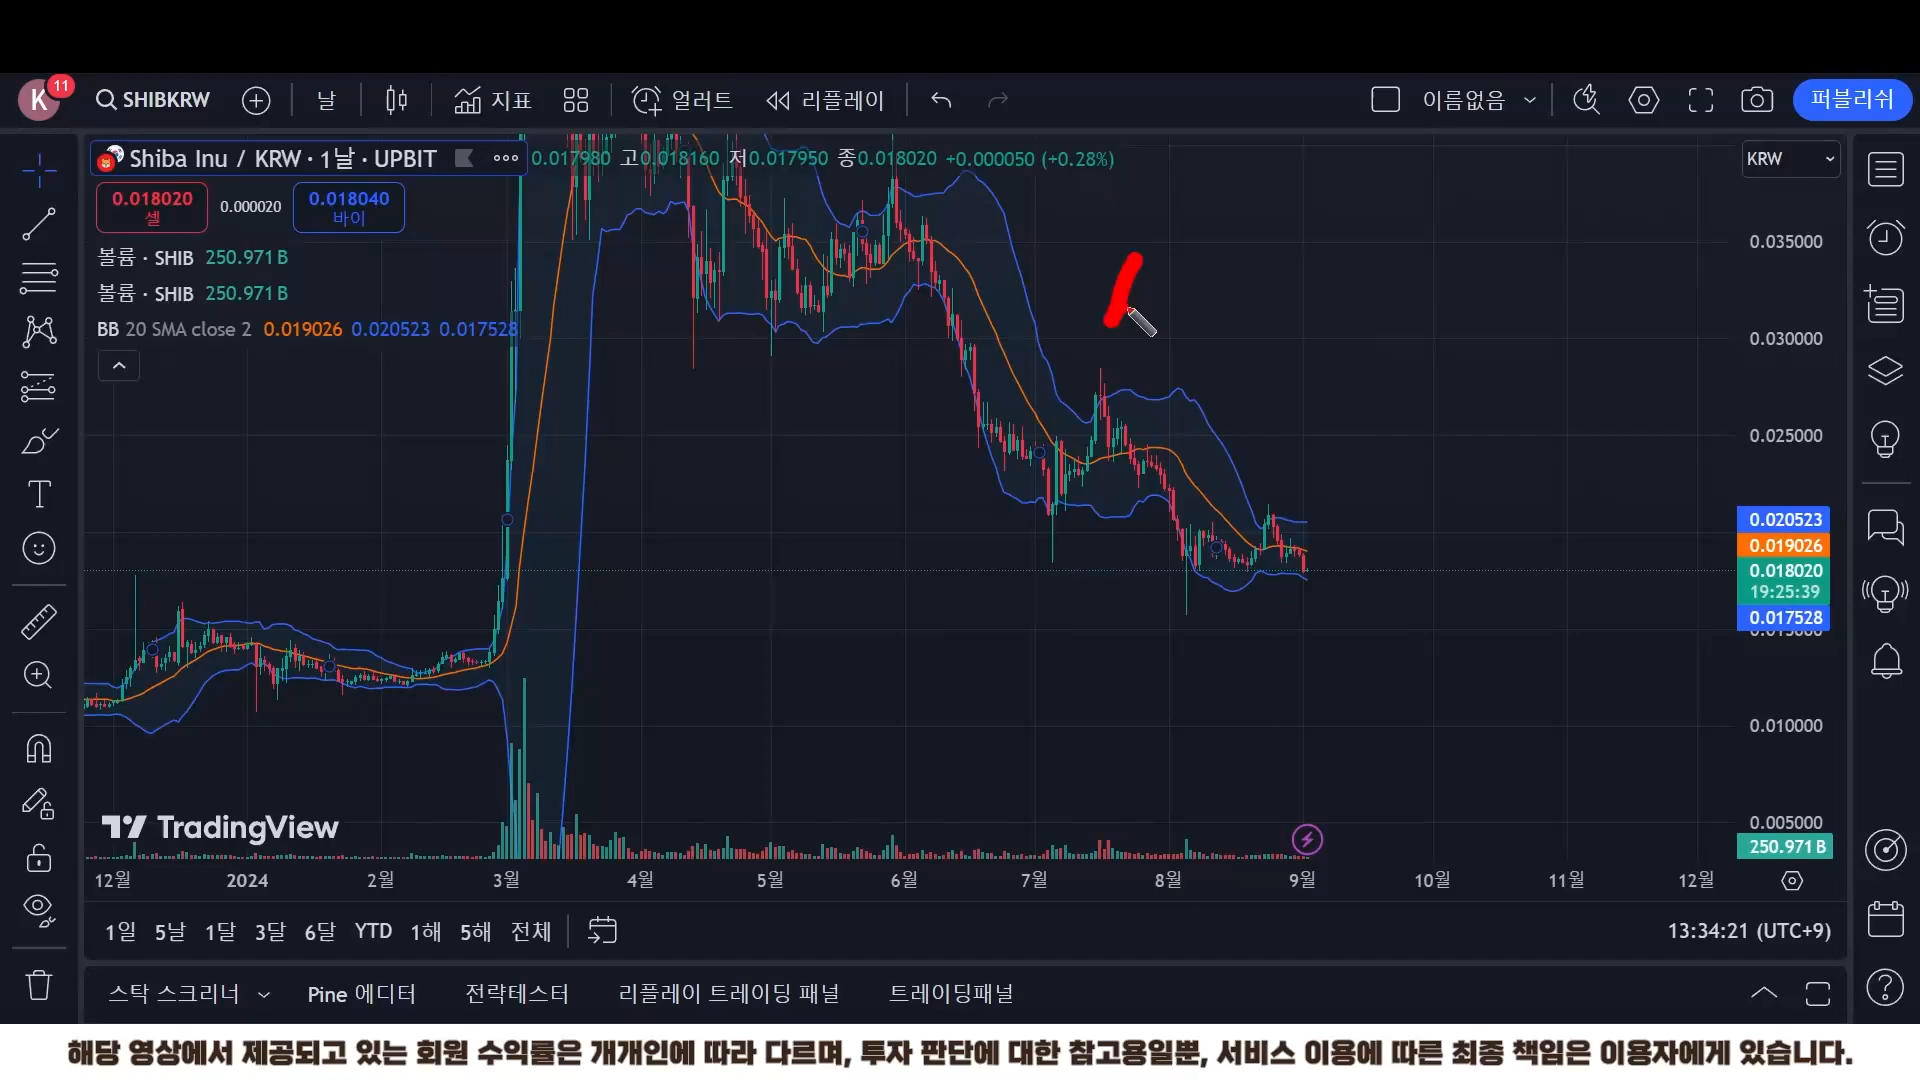 K 11 SHIBKRW 날 지표 얼러트 리플레이 이름없음 퍼블리쉬
Shiba Inu / KRW · 1날 · UPBIT 0.017980 고0.018160 저0.017950 종0.018020 +0.000050 (+0.28%) KRW
0.018020 셀 0.000020 0.018040 바이
볼륨 · SHIB 250.971B
볼륨 · SHIB 250.971B
BB 20 SMA close 2 0.019026 0.020523 0.017528
0.035000
0.030000
0.025000
0.020523
0.019026
0.018020
19:25:39
0.017528
0.010000
0.005000
250.971B
TradingView
12월 2024 2월 3월 4월 5월 6월 7월 8월 9월 10월 11월 12월
1일 5날 1달 3달 6달 YTD 1해 5해 전체 13:34:21 (UTC+9)
스탁 스크리너 Pine 에디터 전략테스터 리플레이 트레이딩 패널 트레이딩패널
해당 영상에서 제공되고 있는 회원 수익률은 개개인에 따라 다르며, 투자 판단에 대한 참고용일뿐, 서비스 이용에 따른 최종 책임은 이용자에게 있습니다.